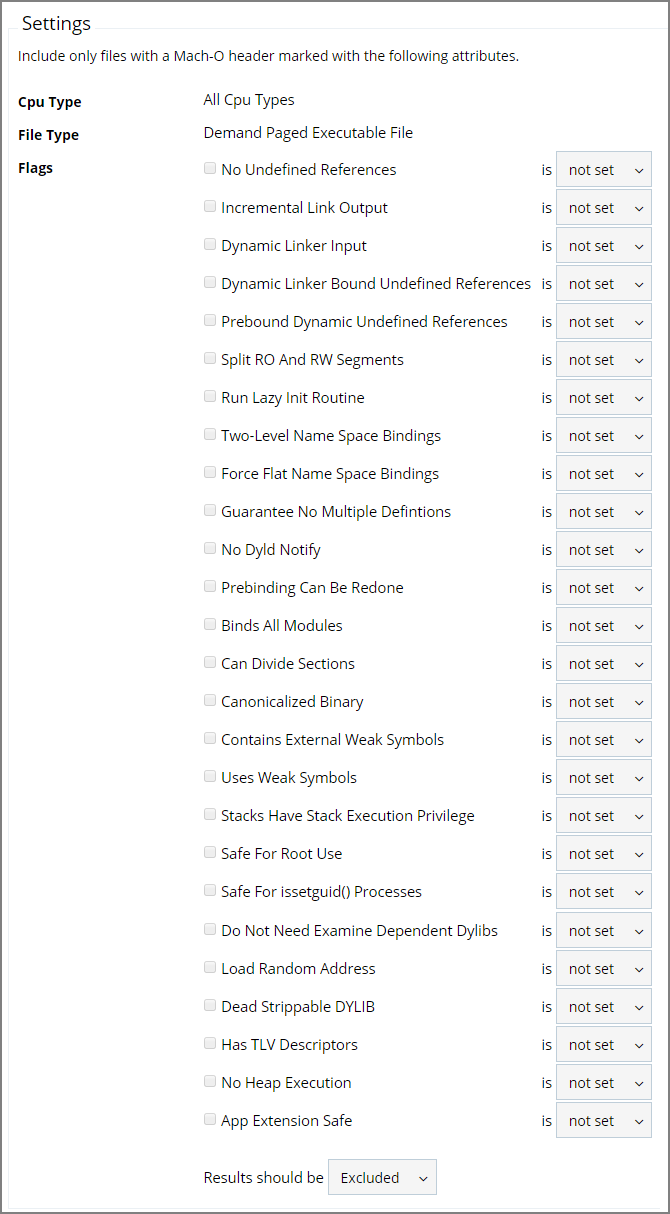 Settings
Include only files with a Mach-O header marked with the following attributes.
Cpu Type All Cpu Types
File Type Demand Paged Executable File
Flags No Undefined References is not set
Incremental Link Output is not set
Dynamic Linker Input is not set
Dynamic Linker Bound Undefined References is not set
Prebound Dynamic Undefined References is not set
Split RO And RW Segments is not set
Run Lazy Init Routine is not set
Two-Level Name Space Bindings is not set
Force Flat Name Space Bindings is not set
Guarantee No Multiple Defintions is not set
No Dyld Notify is not set
Prebinding Can Be Redone is not set
Binds All Modules is not set
Can Divide Sections is not set
Canonicalized Binary is not set
Contains External Weak Symbols is not set
Uses Weak Symbols is not set
Stacks Have Stack Execution Privilege is not set
Safe For Root Use is not set
Safe For issetguid() Processes is not set
Do Not Need Examine Dependent Dylibs is not set
Load Random Address is not set
Dead Strippable DYLIB is not set
Has TLV Descriptors is not set
No Heap Execution is not set
App Extension Safe is not set
Results should be Excluded